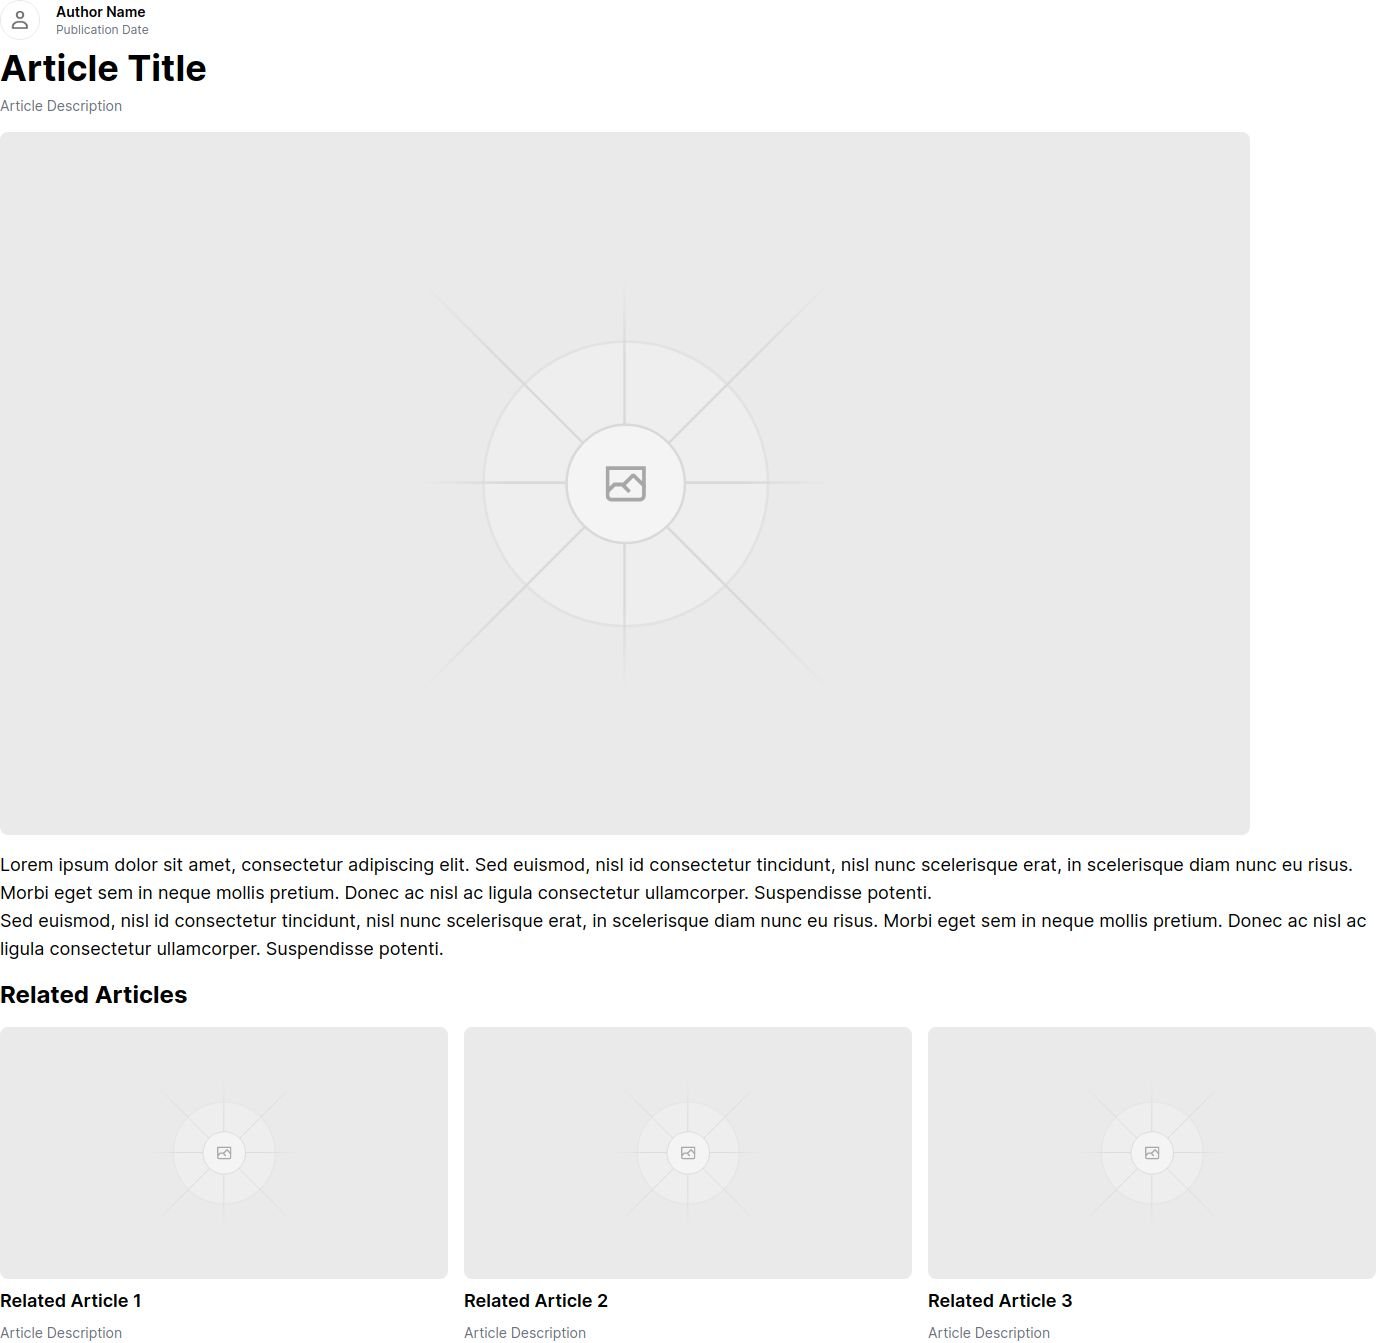 Author Name
Publication Date
Article Title
Article Description
Lorem ipsum dolor sit amet, consectetur adipiscing elit. Sed euismod, nisl id consectetur tincidunt, nisl nunc scelerisque erat, in scelerisque diam nunc eu risus.
Morbi eget sem in neque mollis pretium. Donec ac nisl ac ligula consectetur ullamcorper. Suspendisse potenti.
Sed euismod, nisl id consectetur tincidunt, nisl nunc scelerisque erat, in scelerisque diam nunc eu risus. Morbi eget sem in neque mollis pretium. Donec ac nisl ac
ligula consectetur ullamcorper. Suspendisse potenti.
Related Articles
Related Article 1
Article Description
Related Article 2
Article Description
Related Article 3
Article Description